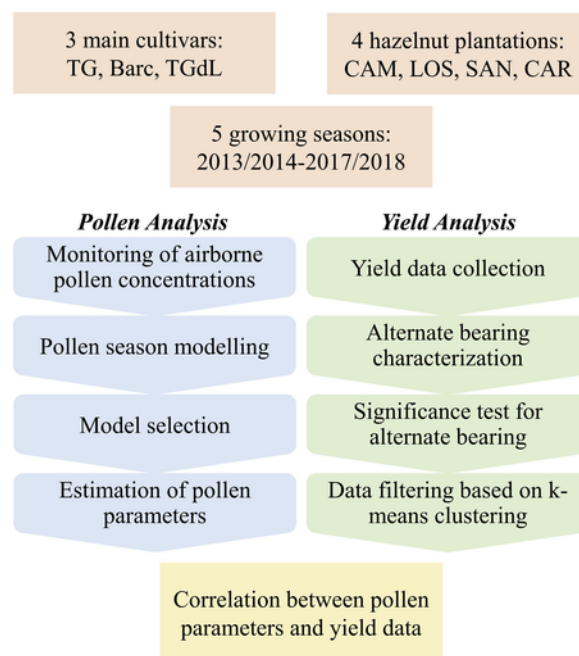 3 main cultivars:
TG, Barc, TGdL
4 hazelnut plantations:
CAM, LOS, SAN, CAR
5 growing seasons:
2013/2014-2017/2018
Pollen Analysis
Monitoring of airborne
pollen concentrations
Pollen season modelling
Model selection
Estimation of pollen
parameters
Yield Analysis
Yield data collection
Alternate bearing
characterization
Significance test for
alternate bearing
Data filtering based on k-
means clustering
Correlation between pollen
parameters and yield data